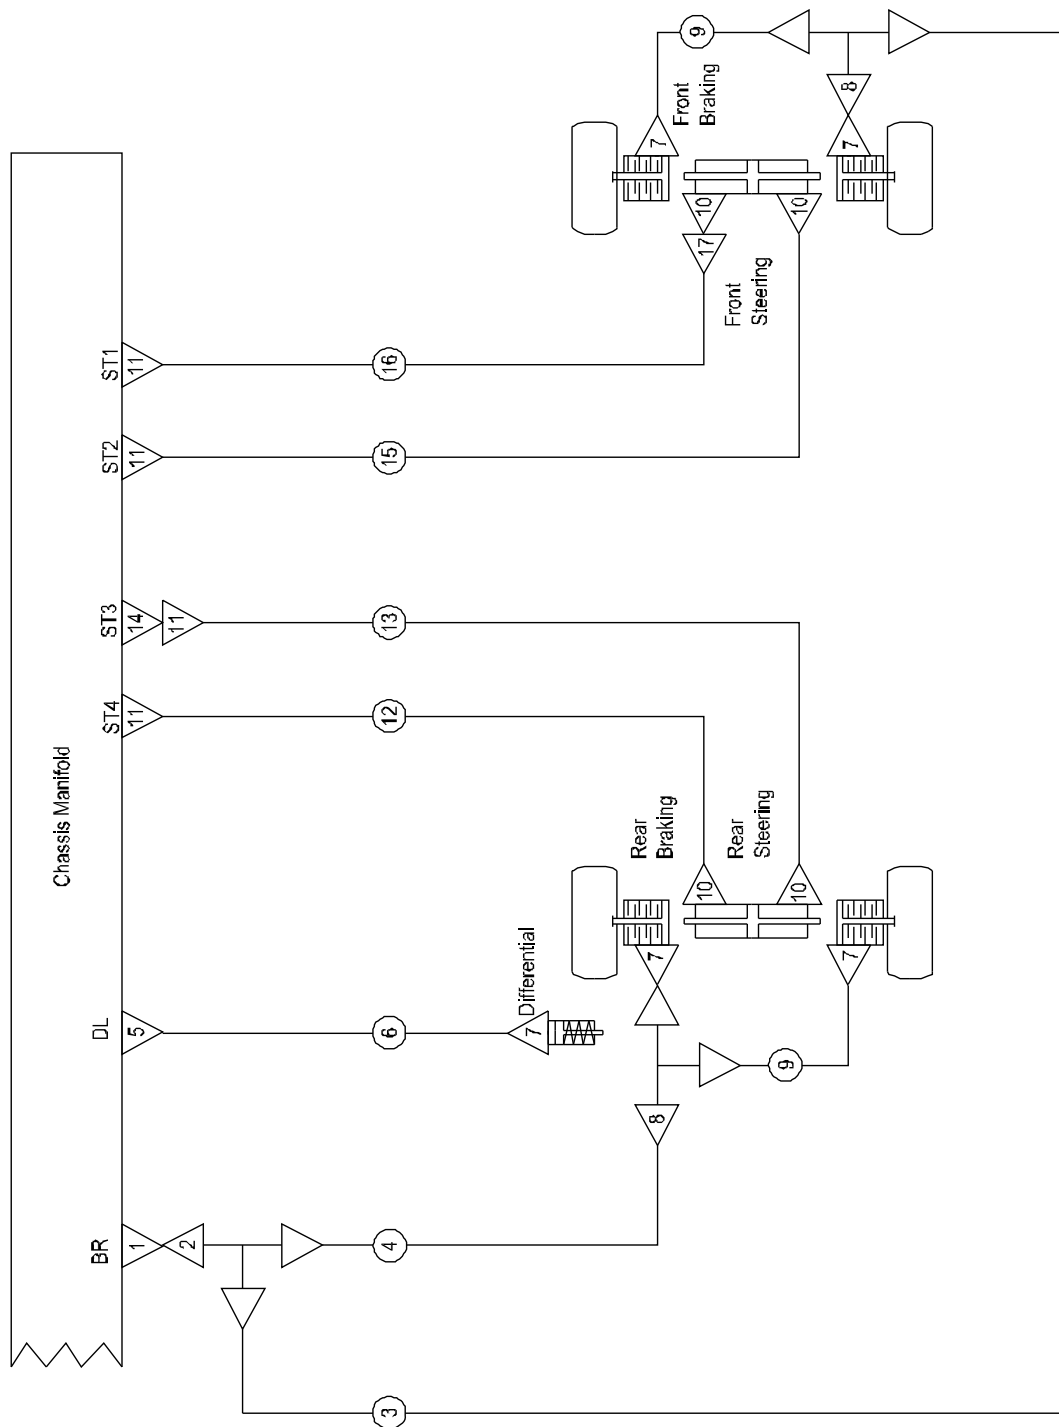 Chassis Manifold
BR
DL
ST4
ST3
ST2
ST1
1
5
11
14
11
11
2
11
3
4
6
12
13
15
16
Differential
7
Rear
Braking
8
7
7
Front
Braking
9
10
17
10
Rear
Steering
Front
Steering
9
10
10
7
7
8